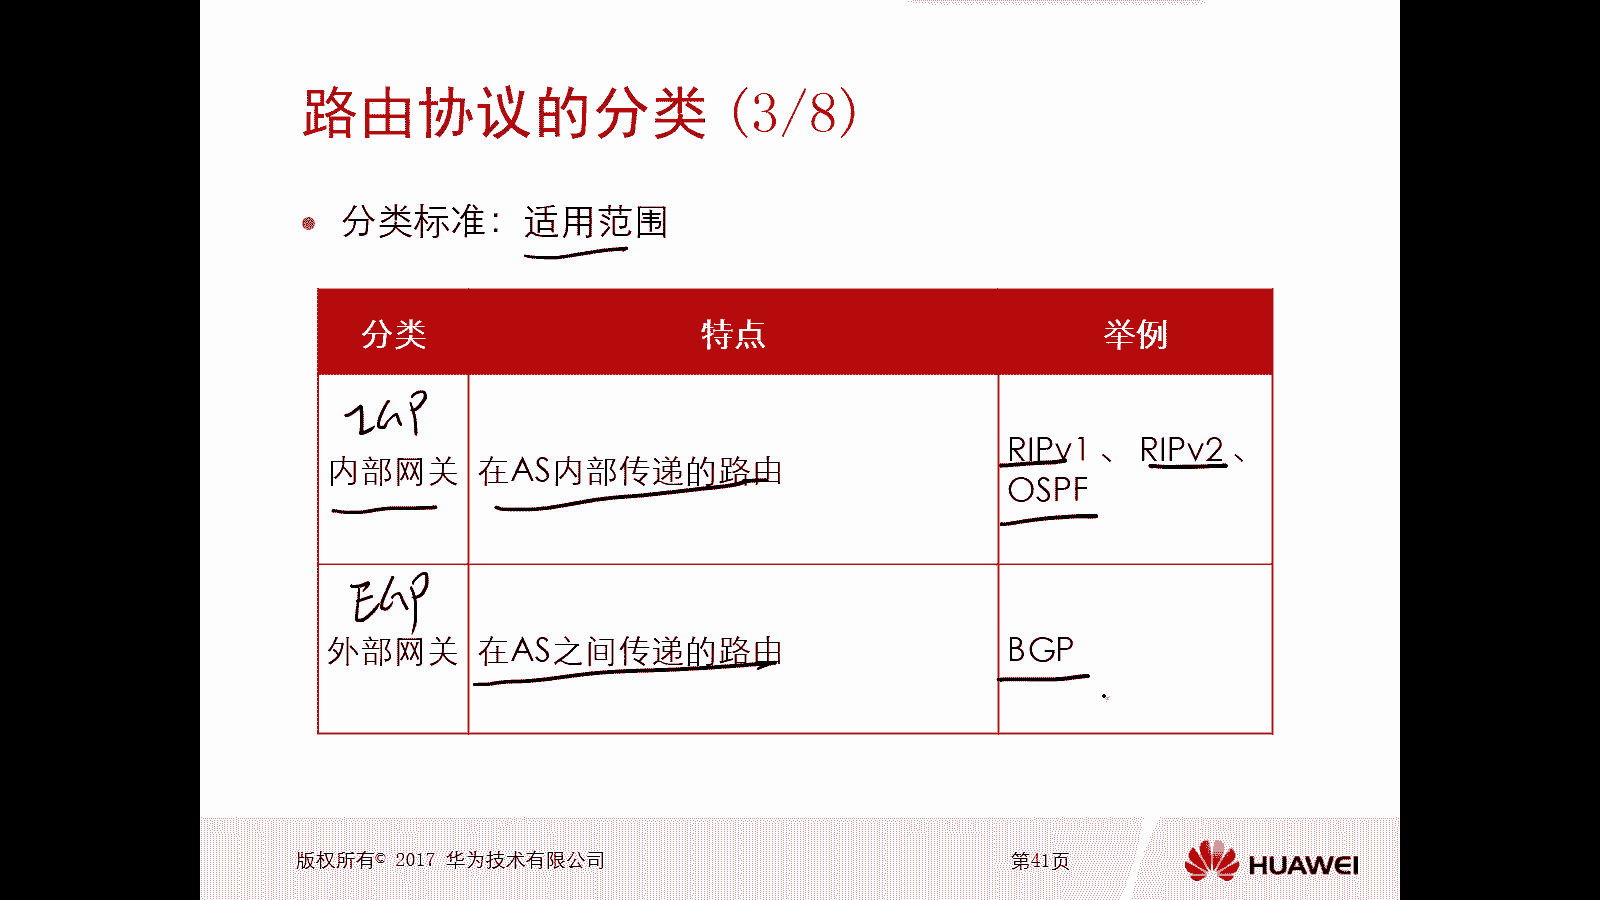 路由协议的分类 (3/8)
● 分类标准：适用范围
分类 特点 举例
IGP
内部网关 在AS内部传递的路由 RIPv1、RIPv2、
OSPF
EGP
外部网关 在AS之间传递的路由 BGP
版权所有© 2017 华为技术有限公司 第41页 HUAWEI